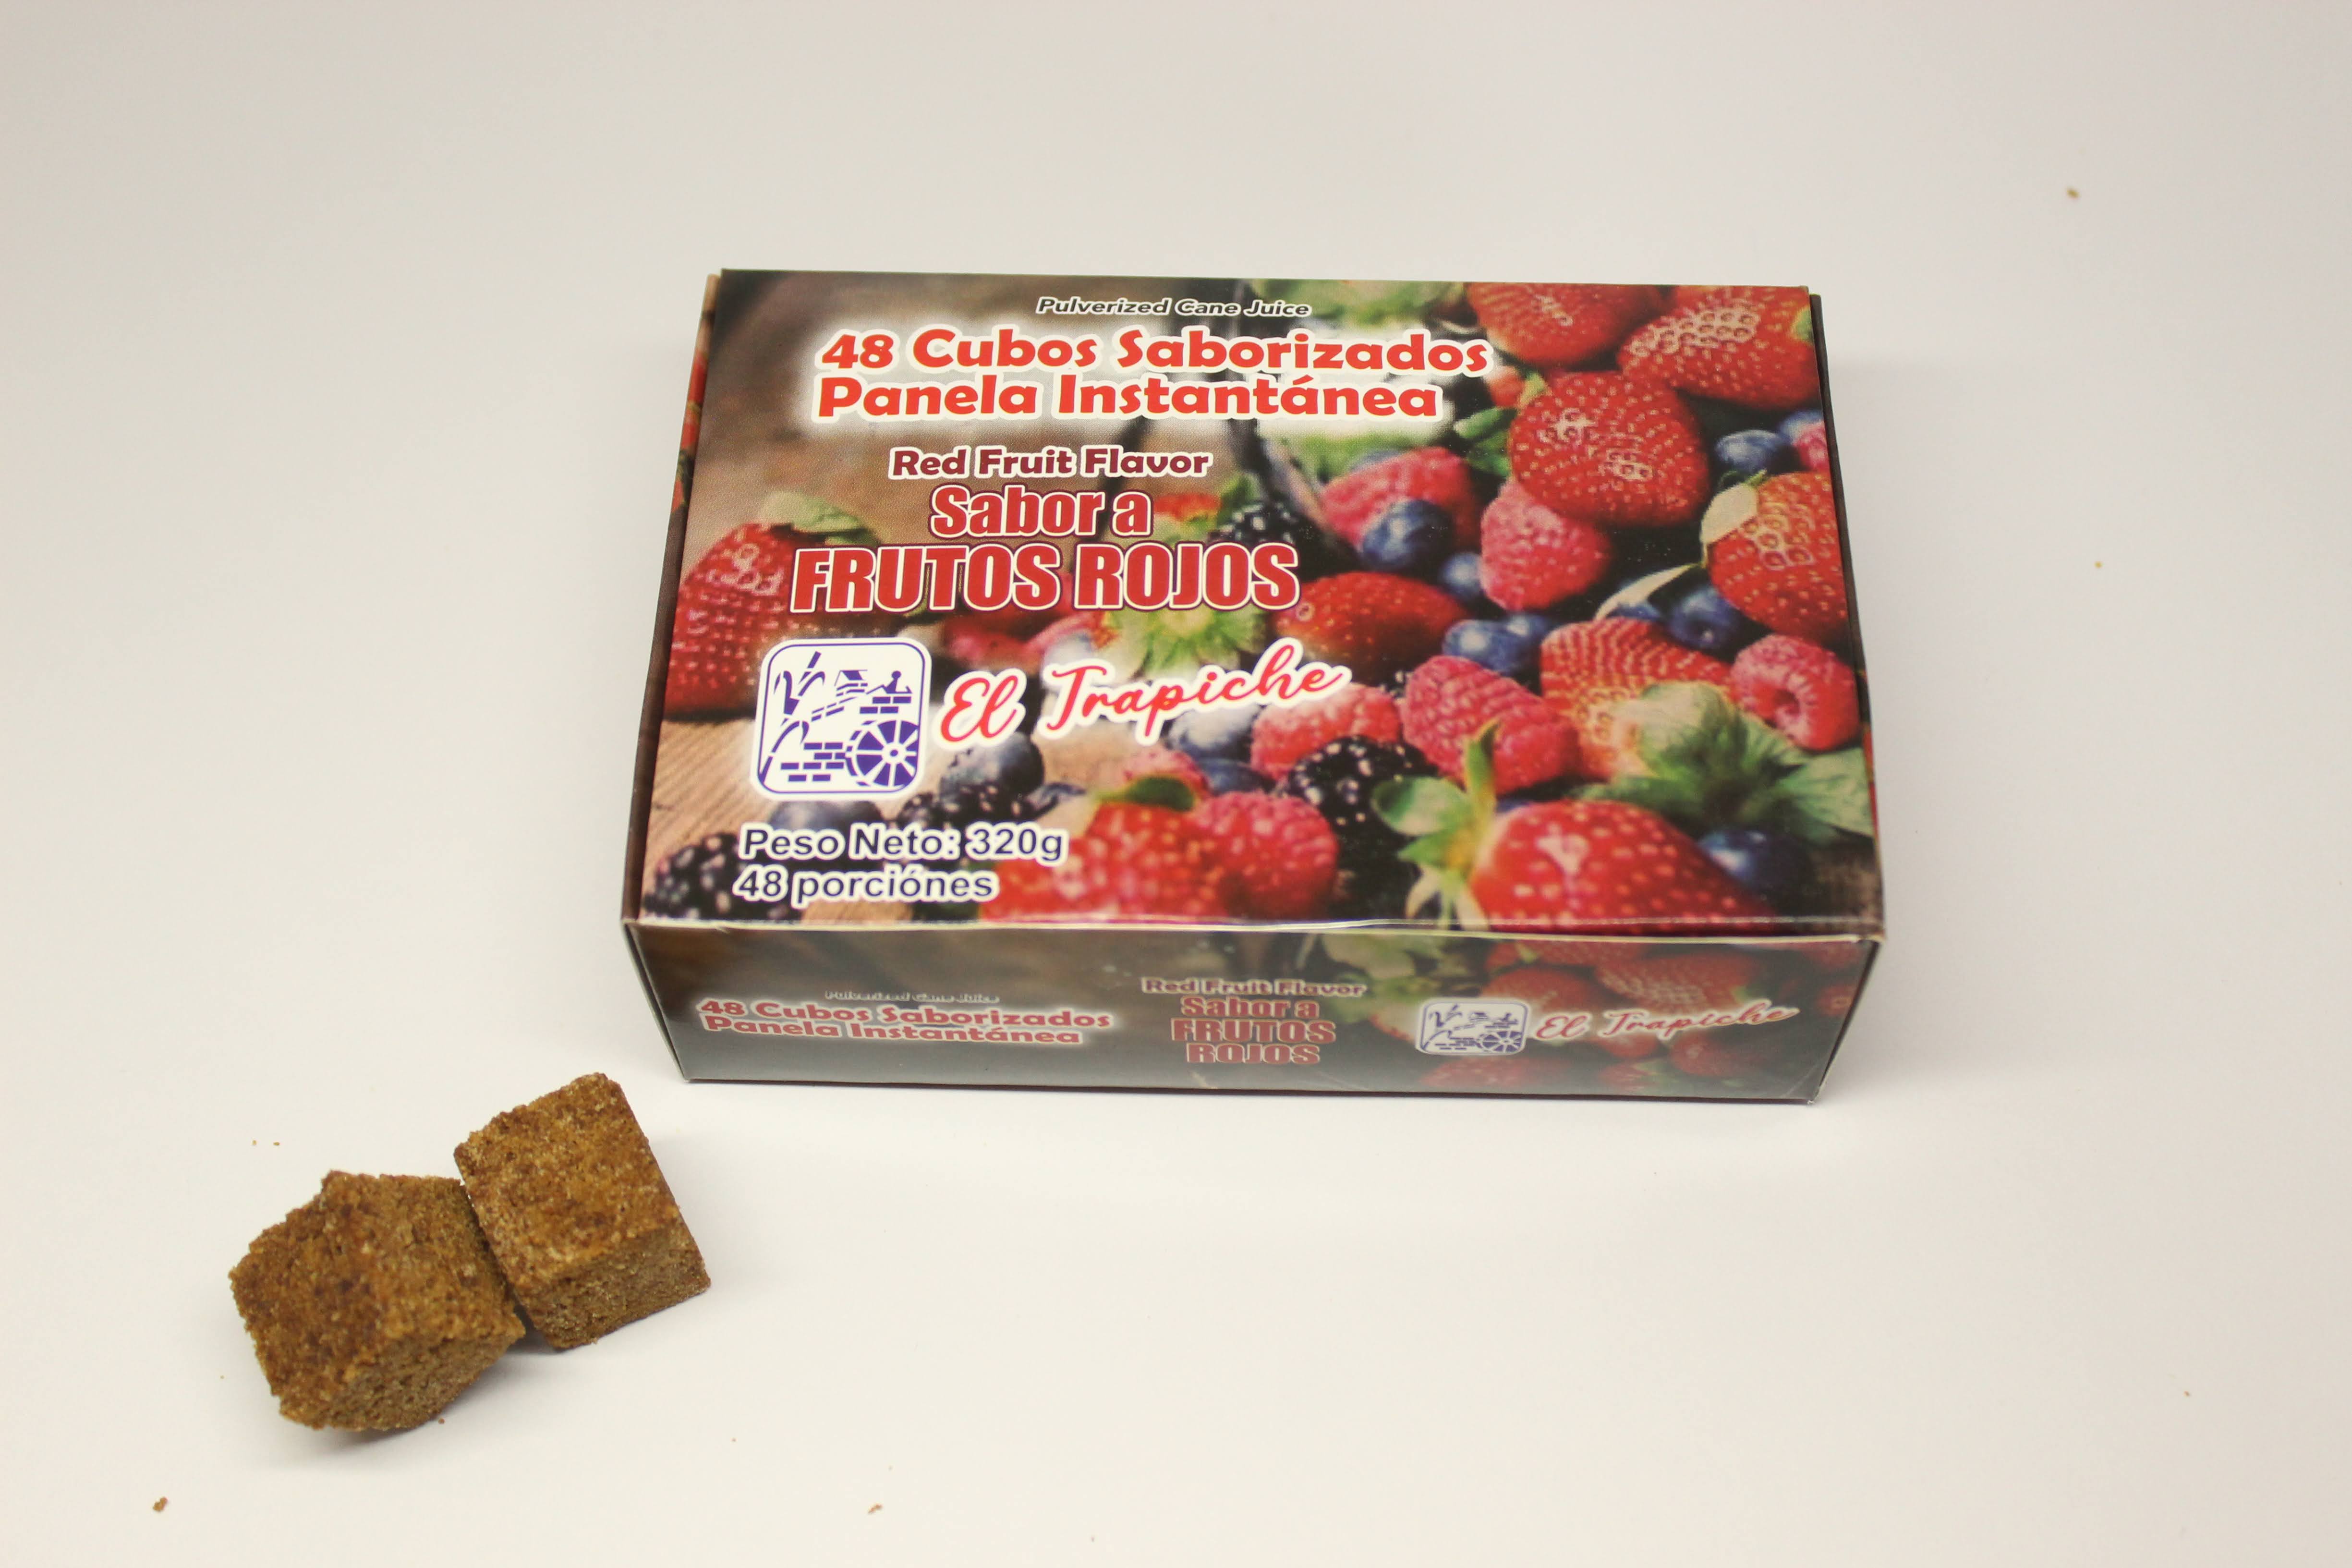 Pulverized Cane Juice
48 Cubos Saborizados
Panela Instantánea
Red Fruit Flavor
Sabor a
FRUTOS ROJOS
El Trapiche
Peso Neto: 320g
48 porciónes
Pulverized Cane Juice
48 Cubos Saborizados
Panela Instantánea
Red Fruit Flavor
Sabor a
FRUTOS
ROJOS
El Trapiche